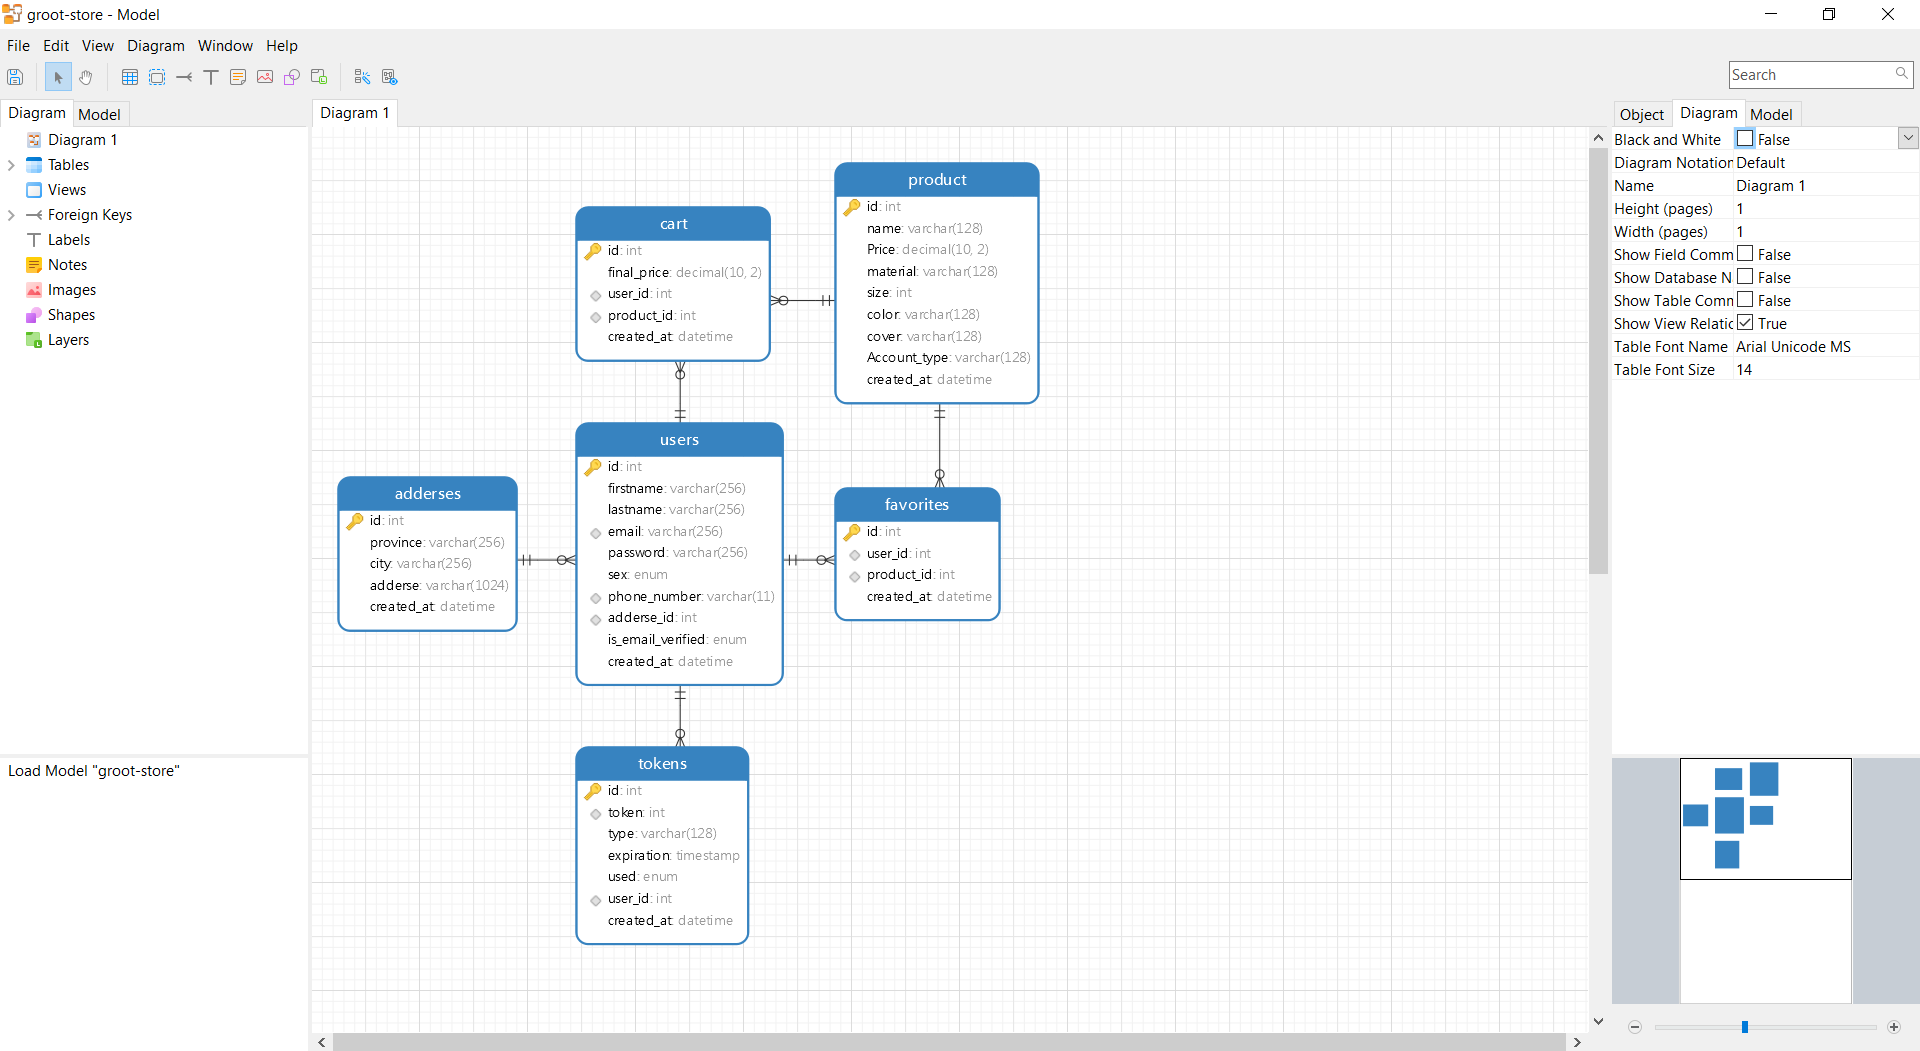 groot-store - Model
File Edit View Diagram Window Help
Search
Diagram Model
Diagram 1
Tables
Views
Foreign Keys
Labels
Notes
Images
Shapes
Layers
Load Model "groot-store"
Diagram 1
product
id: int
name: varchar(128)
Price: decimal(10, 2)
material: varchar(128)
size: int
color: varchar(128)
cover: varchar(128)
Account_type: varchar(128)
created_at: datetime
cart
id: int
final_price: decimal(10, 2)
user_id: int
product_id: int
created_at: datetime
users
id: int
firstname: varchar(256)
lastname: varchar(256)
email: varchar(256)
password: varchar(256)
sex: enum
phone_number: varchar(11)
adderse_id: int
is_email_verified: enum
created_at: datetime
adderses
id: int
province: varchar(256)
city: varchar(256)
adderse: varchar(1024)
created_at: datetime
favorites
id: int
user_id: int
product_id: int
created_at: datetime
tokens
id: int
token: int
type: varchar(128)
expiration: timestamp
used: enum
user_id: int
created_at: datetime
Object Diagram Model
Black and White False
Diagram Notation Default
Name Diagram 1
Height (pages) 1
Width (pages) 1
Show Field Comm False
Show Database N False
Show Table Comm False
Show View Relatic True
Table Font Name Arial Unicode MS
Table Font Size 14